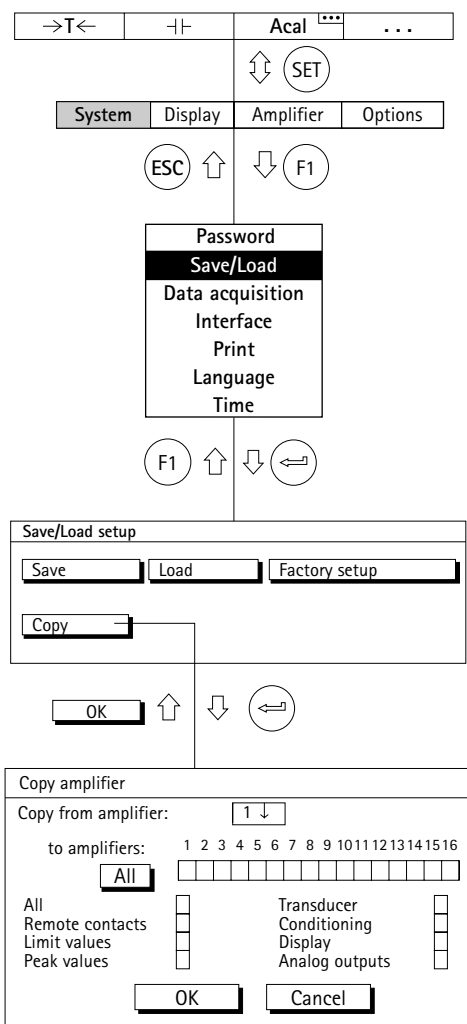 →T← ⊣⊢ Acal ...
SET
System Display Amplifier Options
ESC F1
Password
Save/Load
Data acquisition
Interface
Print
Language
Time
F1
Save/Load setup
Save Load Factory setup
Copy
OK
Copy amplifier
Copy from amplifier: 1 ↓
to amplifiers: 1 2 3 4 5 6 7 8 9 10 11 12 13 14 15 16
All
All Transducer
Remote contacts Conditioning
Limit values Display
Peak values Analog outputs
OK Cancel